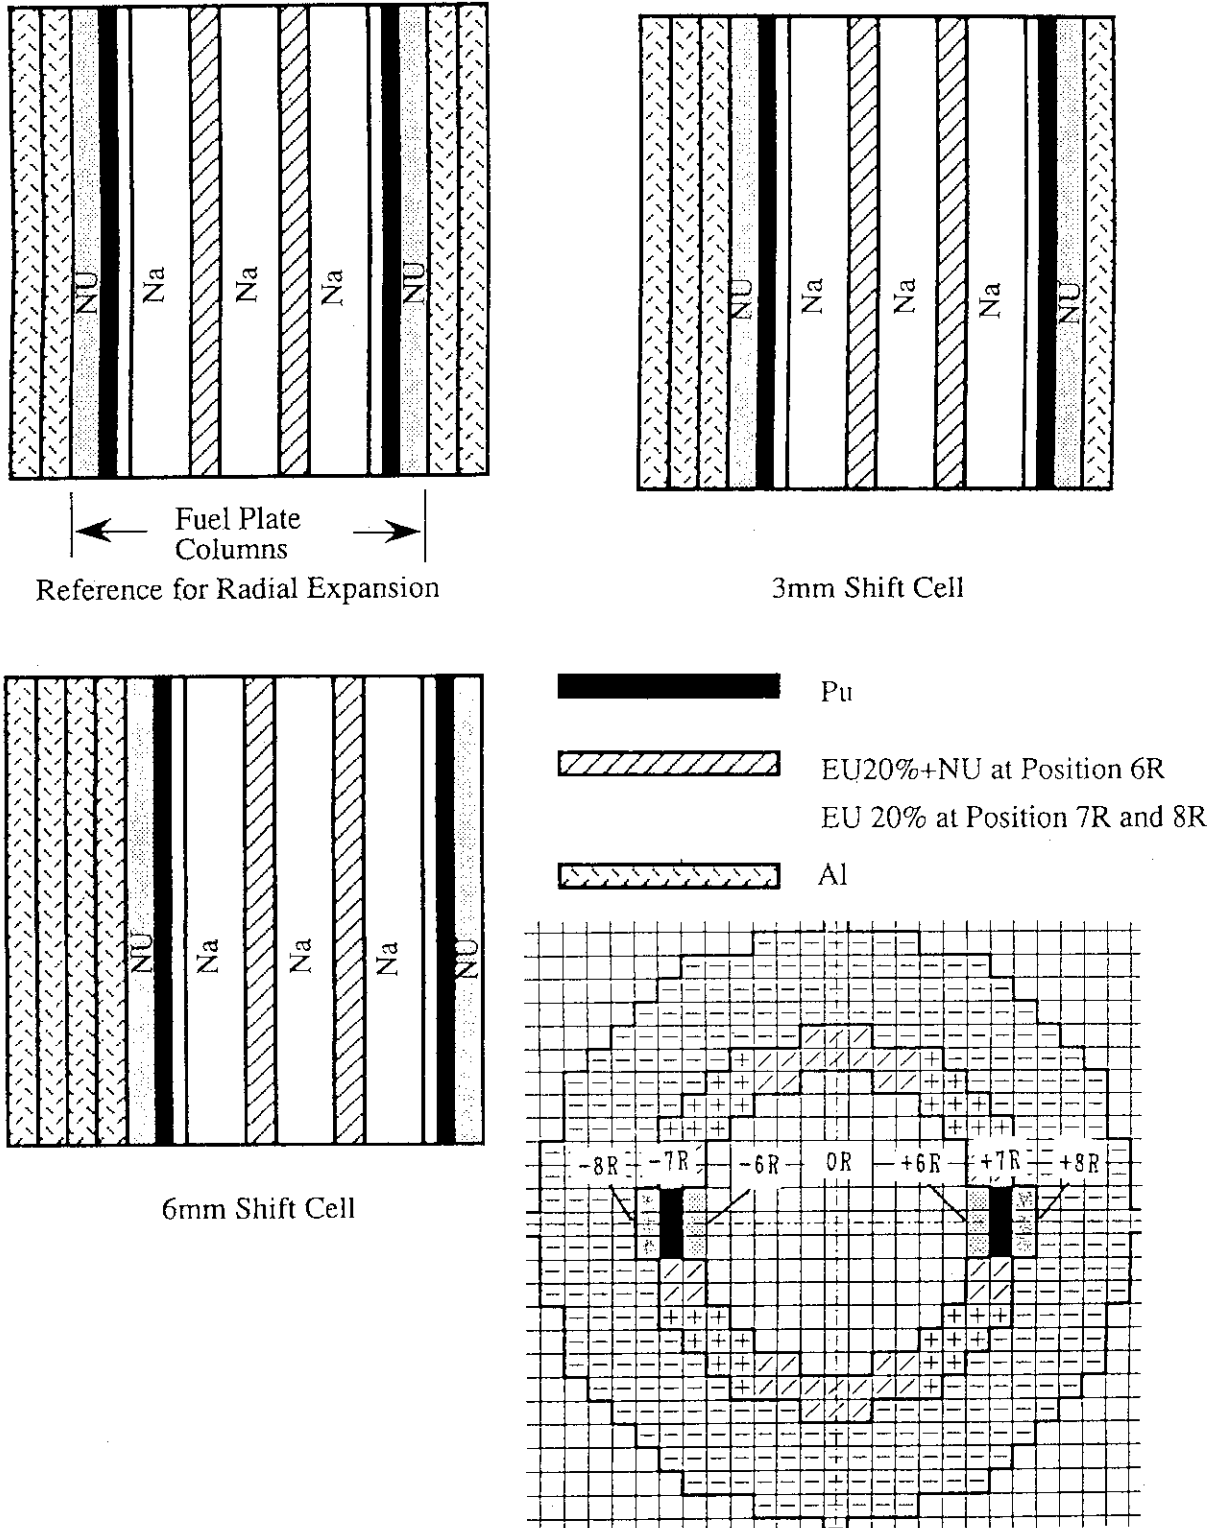 NU Na Na Na NU
Fuel Plate
Columns
Reference for Radial Expansion
NU Na Na Na NU
3mm Shift Cell
NU Na Na Na NU
6mm Shift Cell
Pu
EU20%+NU at Position 6R
EU 20% at Position 7R and 8R
Al
-8R -7R -6R 0R +6R +7R +8R